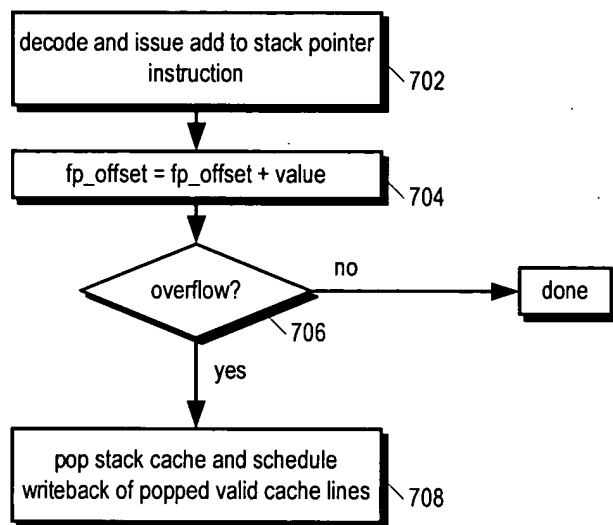 decode and issue add to stack pointer
instruction
702
fp_offset = fp_offset + value
704
overflow?
no
done
706
yes
pop stack cache and schedule
writeback of popped valid cache lines
708